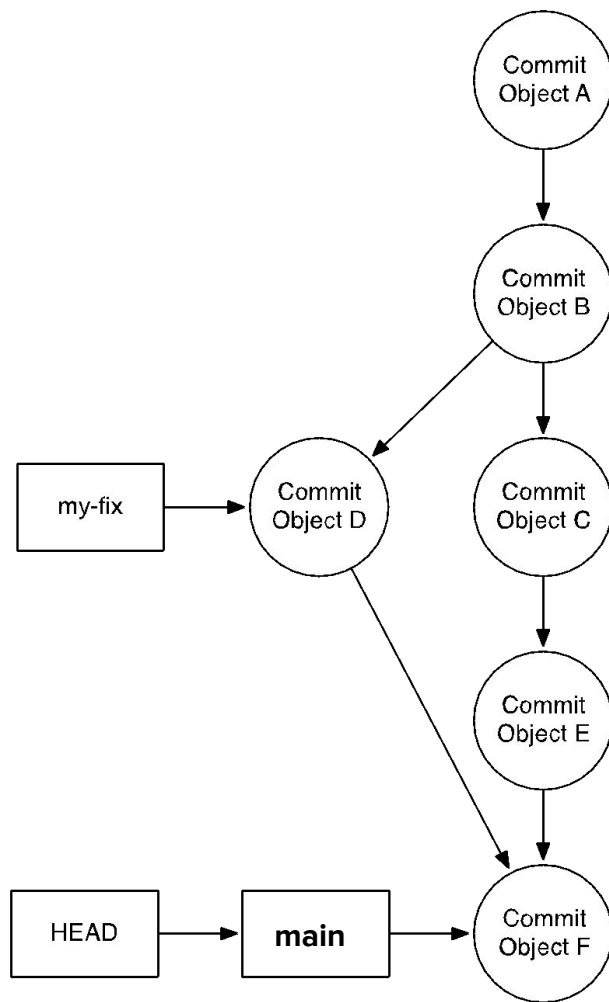 Commit
Object A
Commit
Object B
my-fix
Commit
Object D
Commit
Object C
Commit
Object E
HEAD
main
Commit
Object F